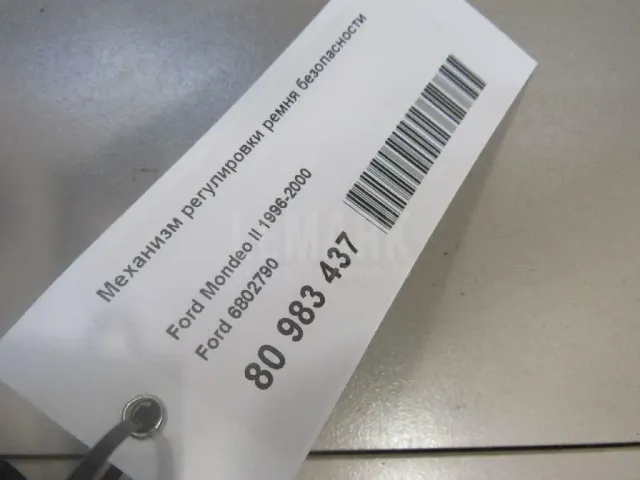 Механизм регулировки ремня безопасности
Ford Mondeo II 1996-2000
Ford 6802790
80 983 437